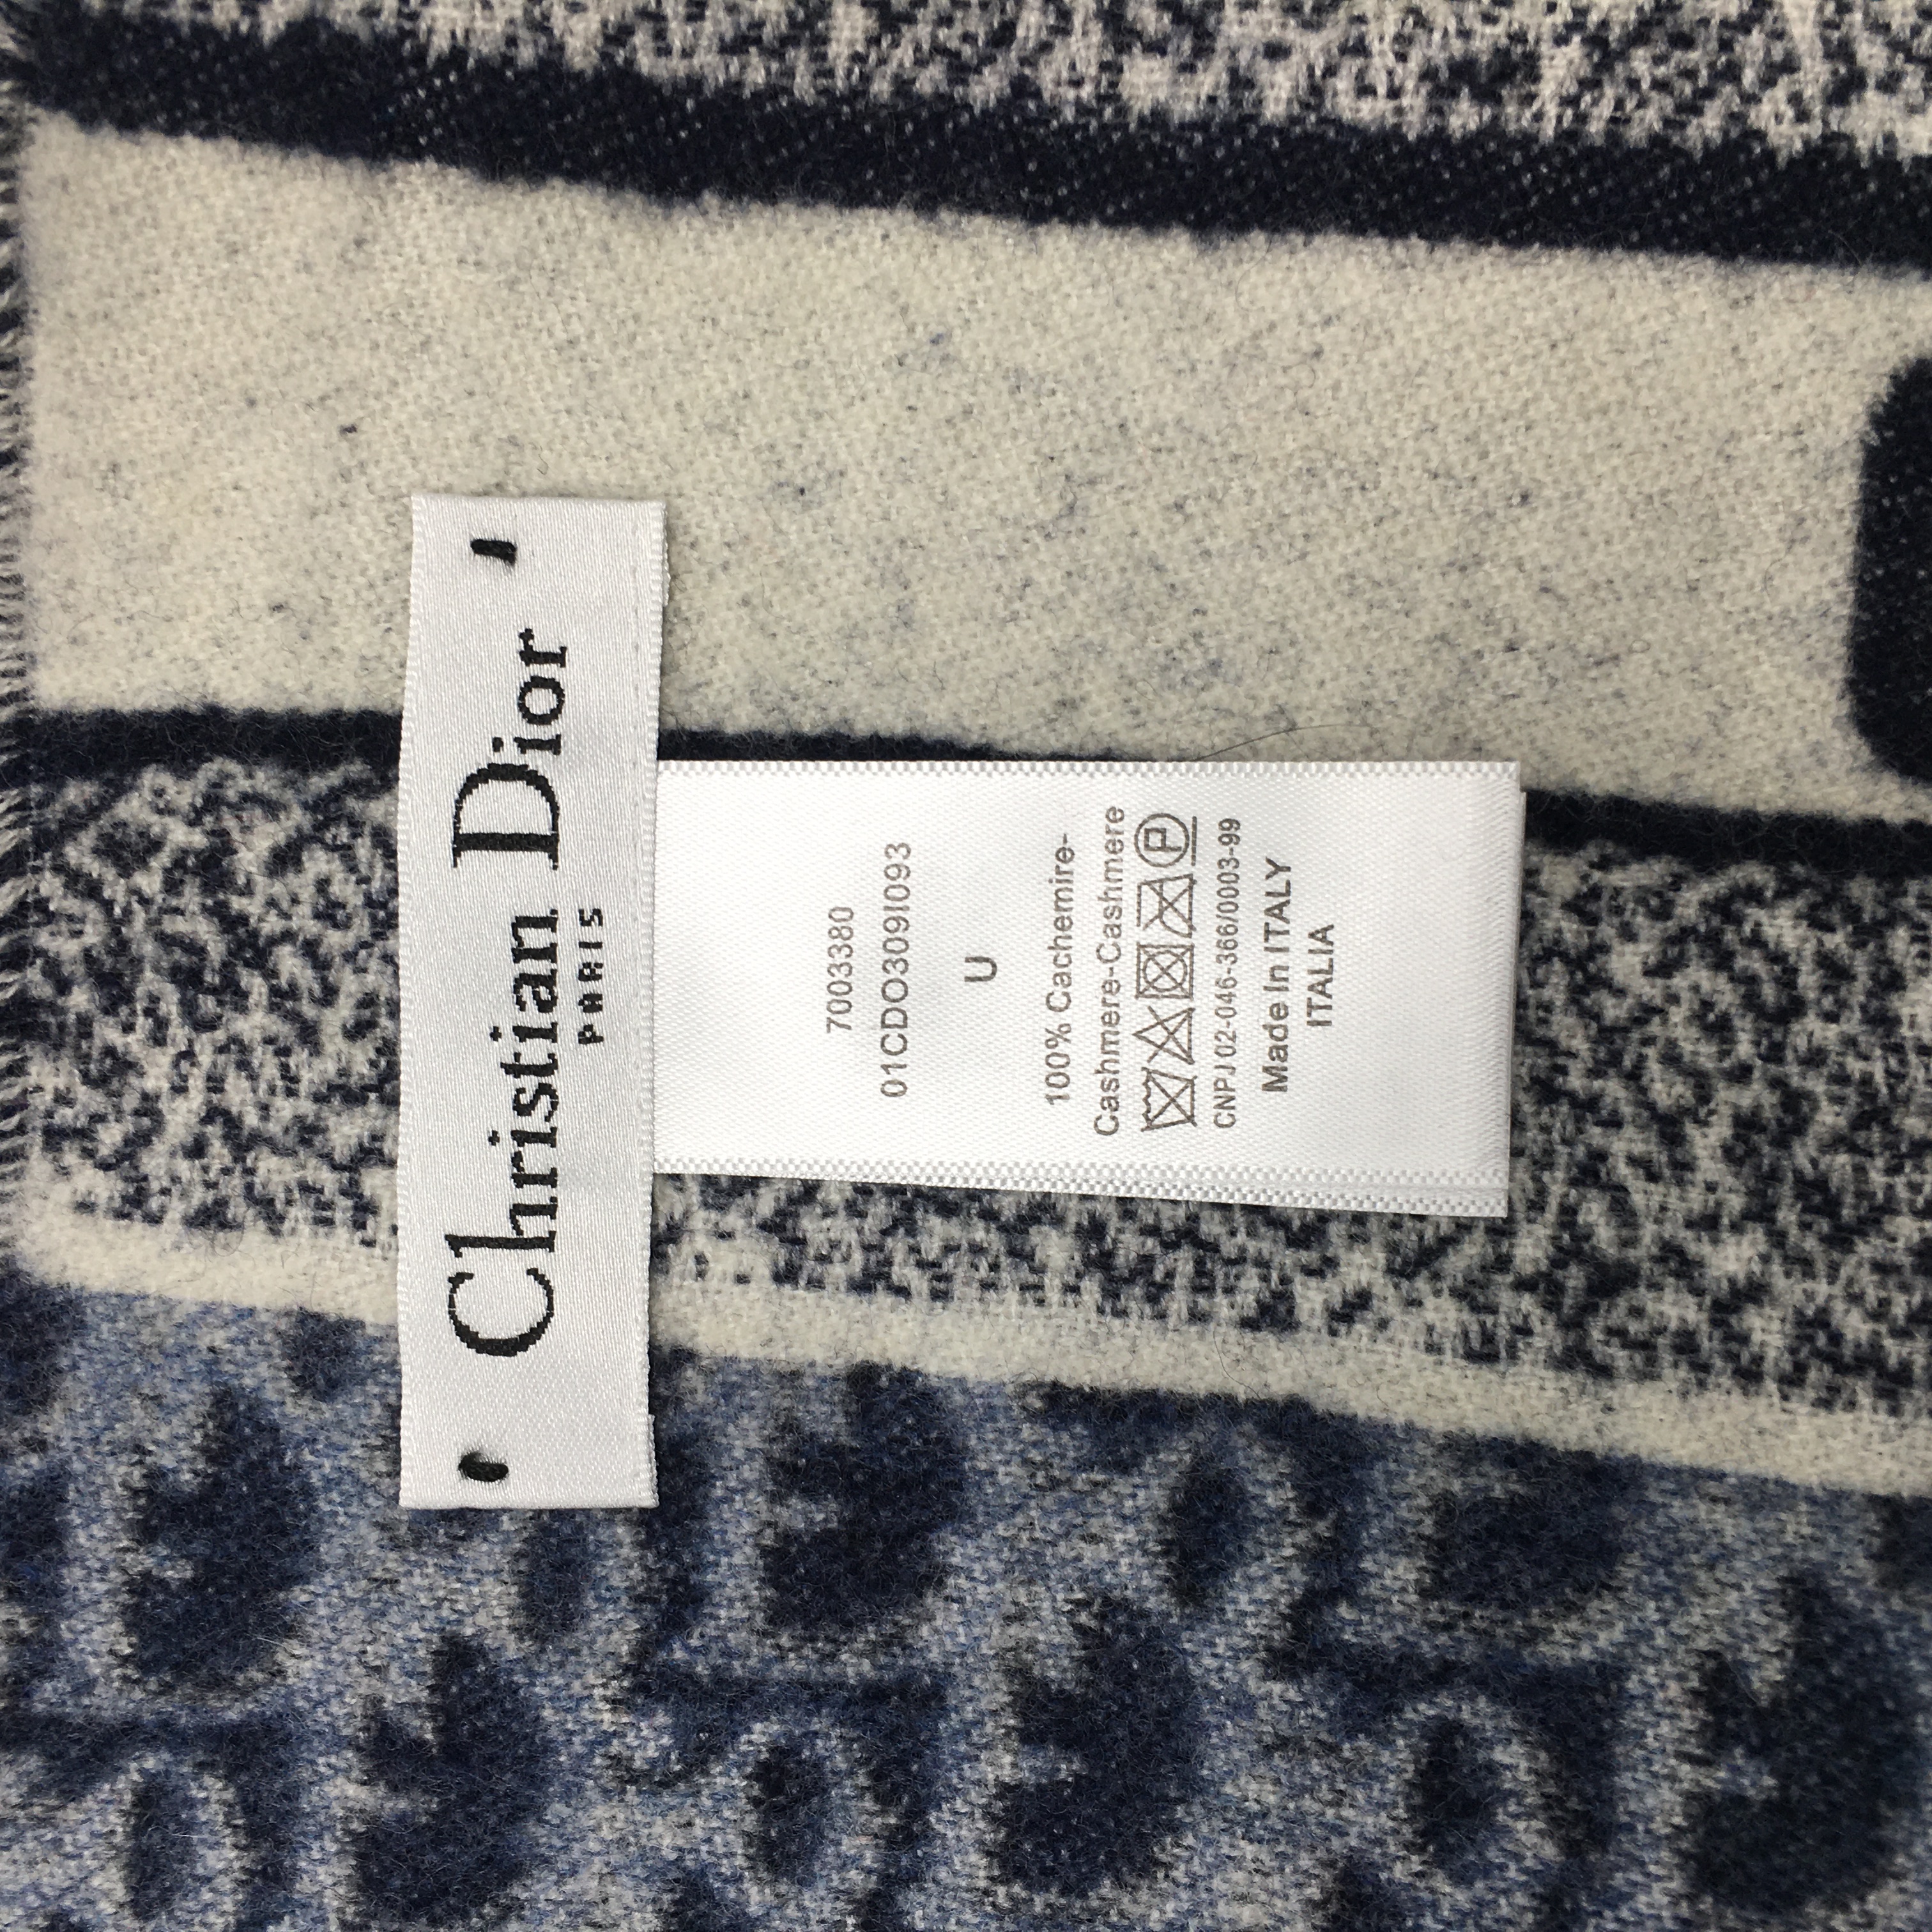 Christian Dior
PARIS
7003380
01CDO309I093
U
100% Cachemire-
Cashmere-Cashmere
P
CNPJ 02-046-366/0003-99
Made In ITALY
ITALIA